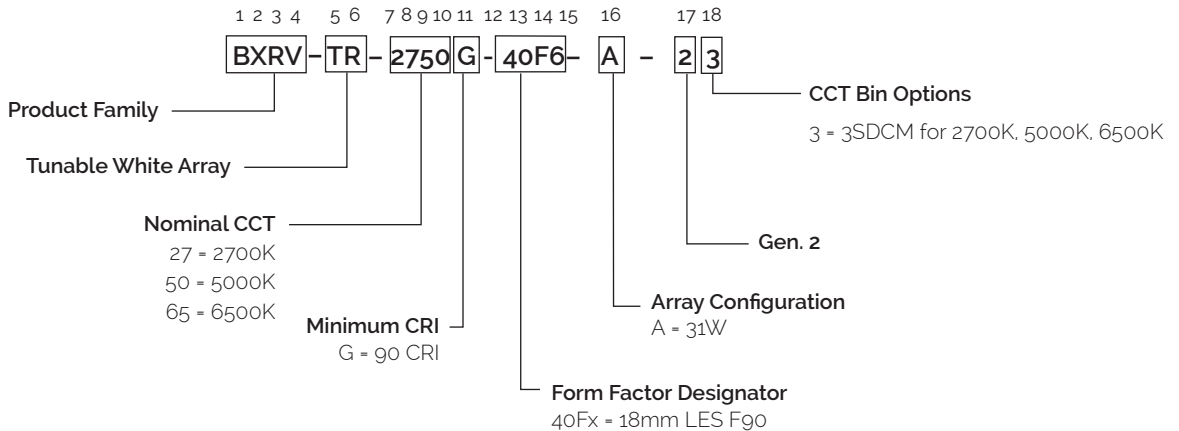 1 2 3 4 5 6 7 8 9 10 11 12 13 14 15 16 17 18
BXRV–TR–2750G-40F6–A–23
Product Family
Tunable White Array
Nominal CCT
27 = 2700K
50 = 5000K
65 = 6500K
Minimum CRI
G = 90 CRI
Form Factor Designator
40Fx = 18mm LES F90
Array Configuration
A = 31W
Gen. 2
CCT Bin Options
3 = 3SDCM for 2700K, 5000K, 6500K